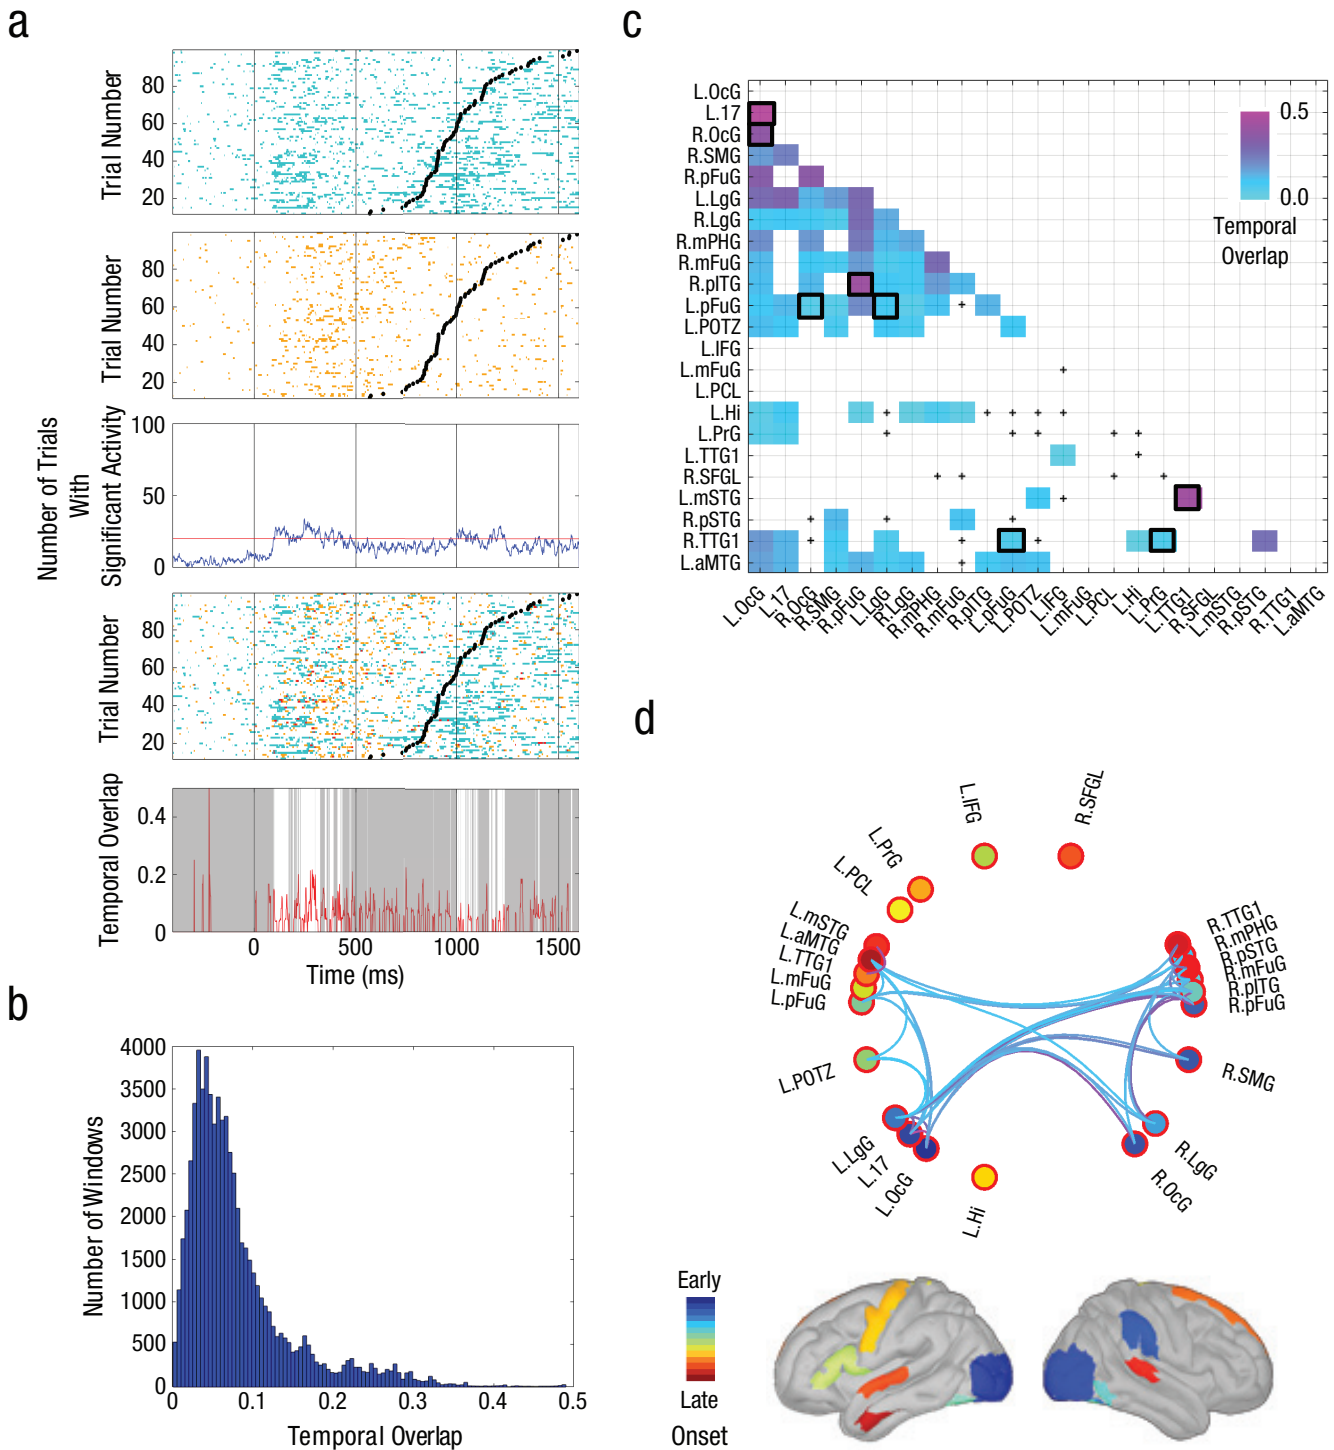 a
Trial Number
80
60
40
20
Trial Number
80
60
40
20
Number of Trials
With
Significant Activity
100
50
0
Trial Number
80
60
40
20
Temporal Overlap
0.4
0.2
0
0
500
1000
1500
Time (ms)
b
Number of Windows
4000
3500
3000
2500
2000
1500
1000
500
0
0
0.1
0.2
0.3
0.4
0.5
Temporal Overlap
c
L.OcG
L.17
R.OcG
R.SMG
R.pFuG
L.LgG
R.LgG
R.mPHG
R.mFuG
R.pITG
L.pFuG
L.POTZ
L.IFG
L.mFuG
L.PCL
L.Hi
L.PrG
L.TTG1
R.SFGL
L.mSTG
R.pSTG
R.TTG1
L.aMTG
L.OcG
L.17
R.OcG
R.SMG
R.pFuG
L.LgG
R.LgG
R.mPHG
R.mFuG
R.pITG
L.pFuG
L.POTZ
L.IFG
L.mFuG
L.PCL
L.Hi
L.PrG
L.TTG1
R.SFGL
L.mSTG
R.pSTG
R.TTG1
L.aMTG
0.5
0.0
Temporal
Overlap
d
L.IFG
R.SFGL
L.PrG
L.PCL
L.mSTG
L.aMTG
L.TTG1
L.mFuG
L.pFuG
L.POTZ
L.LgG
L.17
L.OcG
L.Hi
R.TTG1
R.mPHG
R.pSTG
R.mFuG
R.pITG
R.pFuG
R.SMG
R.LgG
R.OcG
Early
Late
Onset